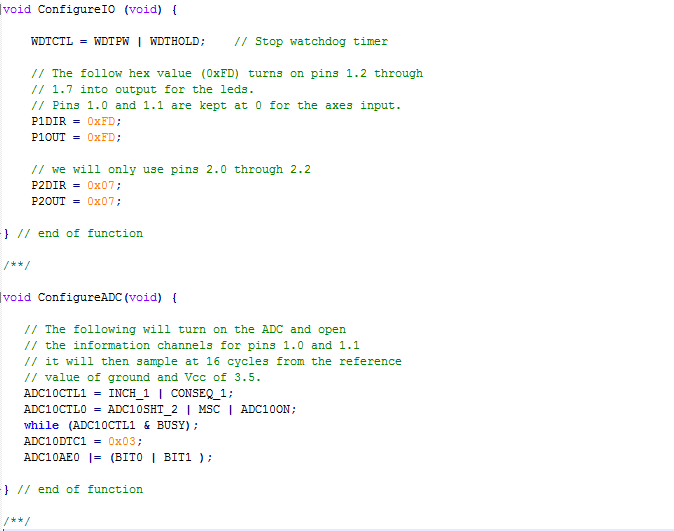 void ConfigureIO (void) {
WDTCTL = WDTPW | WDTHOLD;    // Stop watchdog timer
// The follow hex value (0xFD) turns on pins 1.2 through
// 1.7 into output for the leds.
// Pins 1.0 and 1.1 are kept at 0 for the axes input.
P1DIR = 0xFD;
P1OUT = 0xFD;
// we will only use pins 2.0 through 2.2
P2DIR = 0x07;
P2OUT = 0x07;
} // end of function
/**/
void ConfigureADC(void) {
// The following will turn on the ADC and open
// the information channels for pins 1.0 and 1.1
// it will then sample at 16 cycles from the reference
// value of ground and Vcc of 3.5.
ADC10CTL1 = INCH_1 | CONSEQ_1;
ADC10CTL0 = ADC10SHT_2 | MSC | ADC10ON;
while (ADC10CTL1 & BUSY);
ADC10DTC1 = 0x03;
ADC10AE0 |= (BIT0 | BIT1 );
} // end of function
/**/